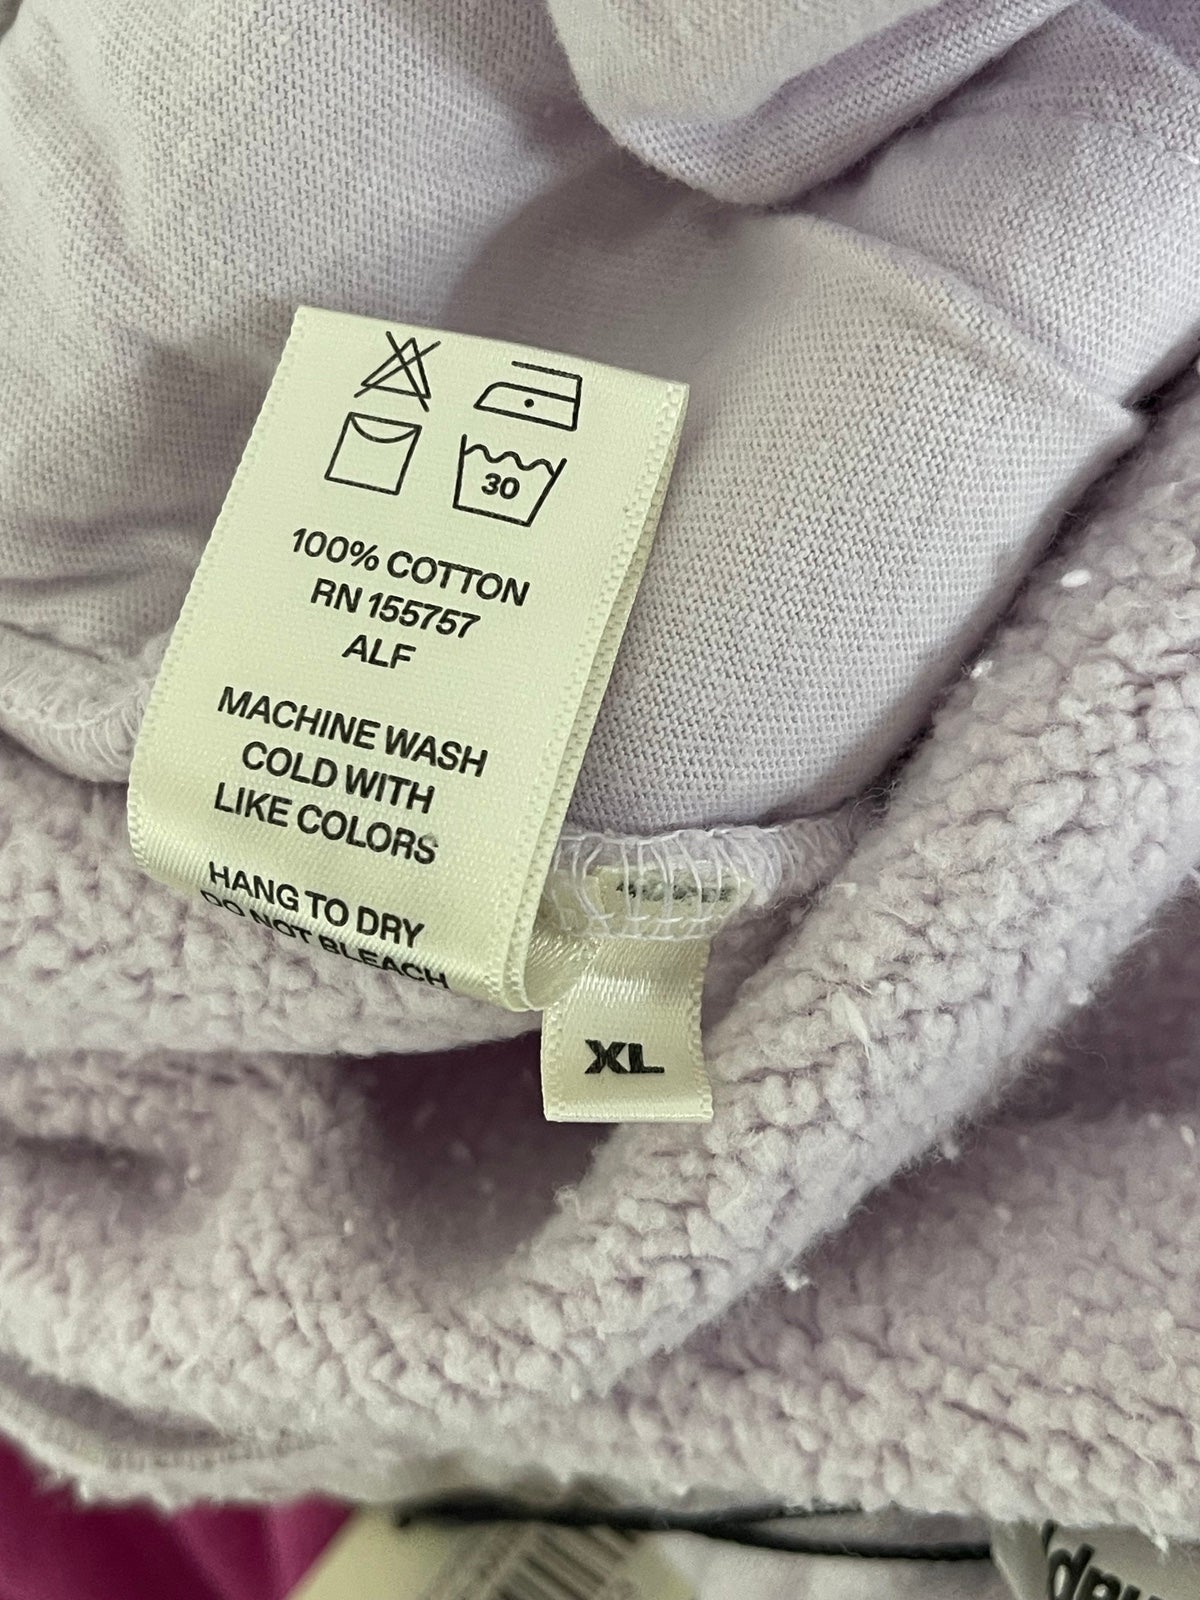 30
100% COTTON
RN 155757
ALF
MACHINE WASH
COLD WITH
LIKE COLORS
HANG TO DRY
DO NOT BLEACH
XL